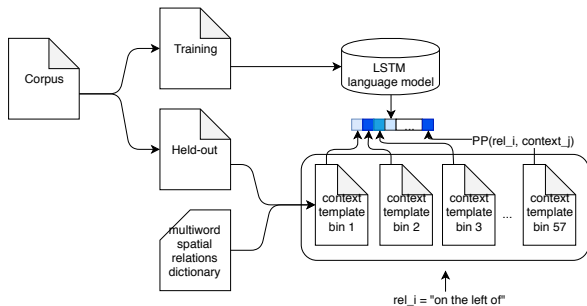 Corpus
Training
LSTM
language model
...
PP(rel_i, context_j)
Held-out
multiword
spatial
relations
dictionary
context
template
bin 1
context
template
bin 2
context
template
bin 3
...
context
template
bin 57
rel_i = "on the left of"